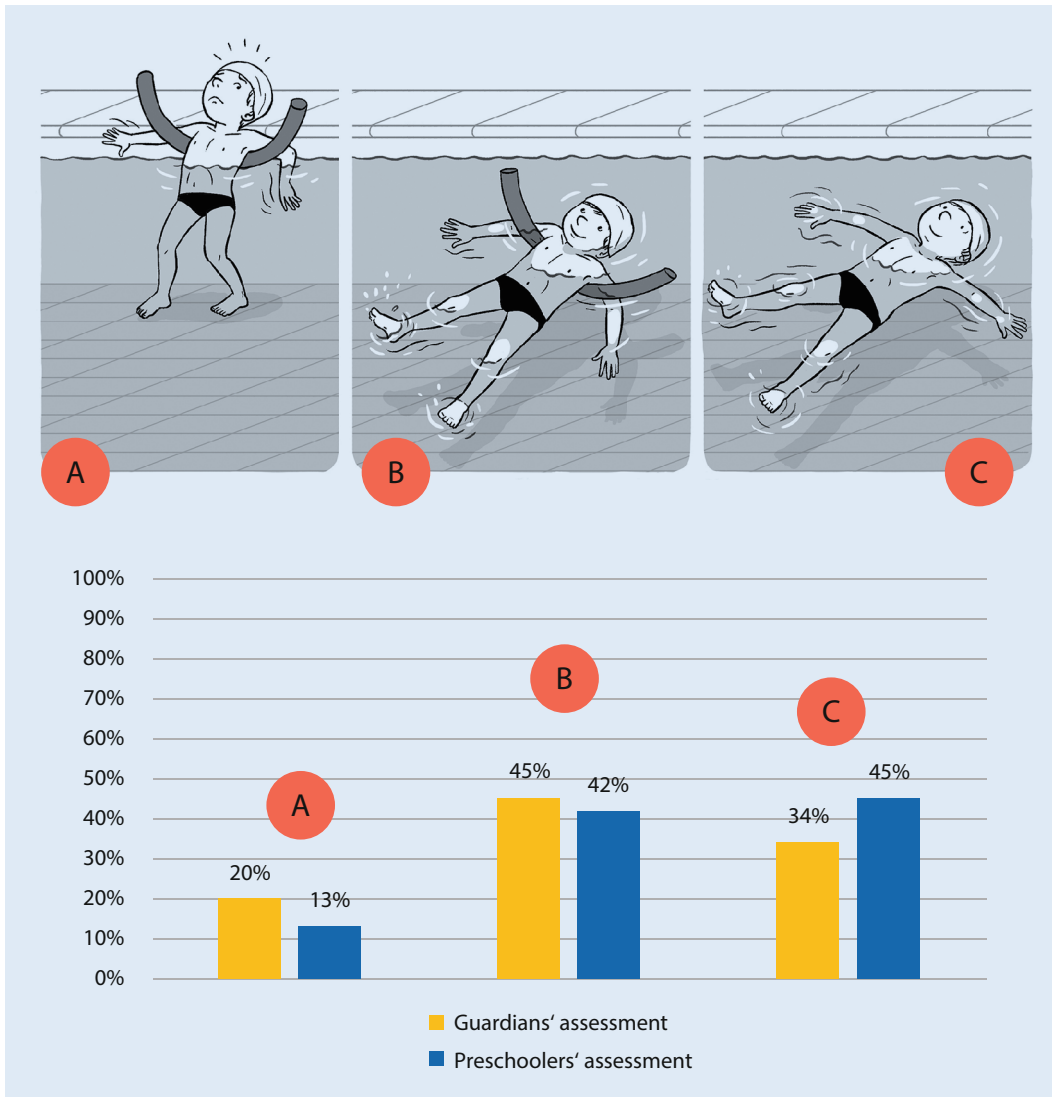 A
B
C
100%
90%
80%
70%
60%
50%
40%
30%
20%
10%
0%
A
B
C
20%
13%
45%
42%
34%
45%
Guardians‘ assessment
Preschoolers‘ assessment